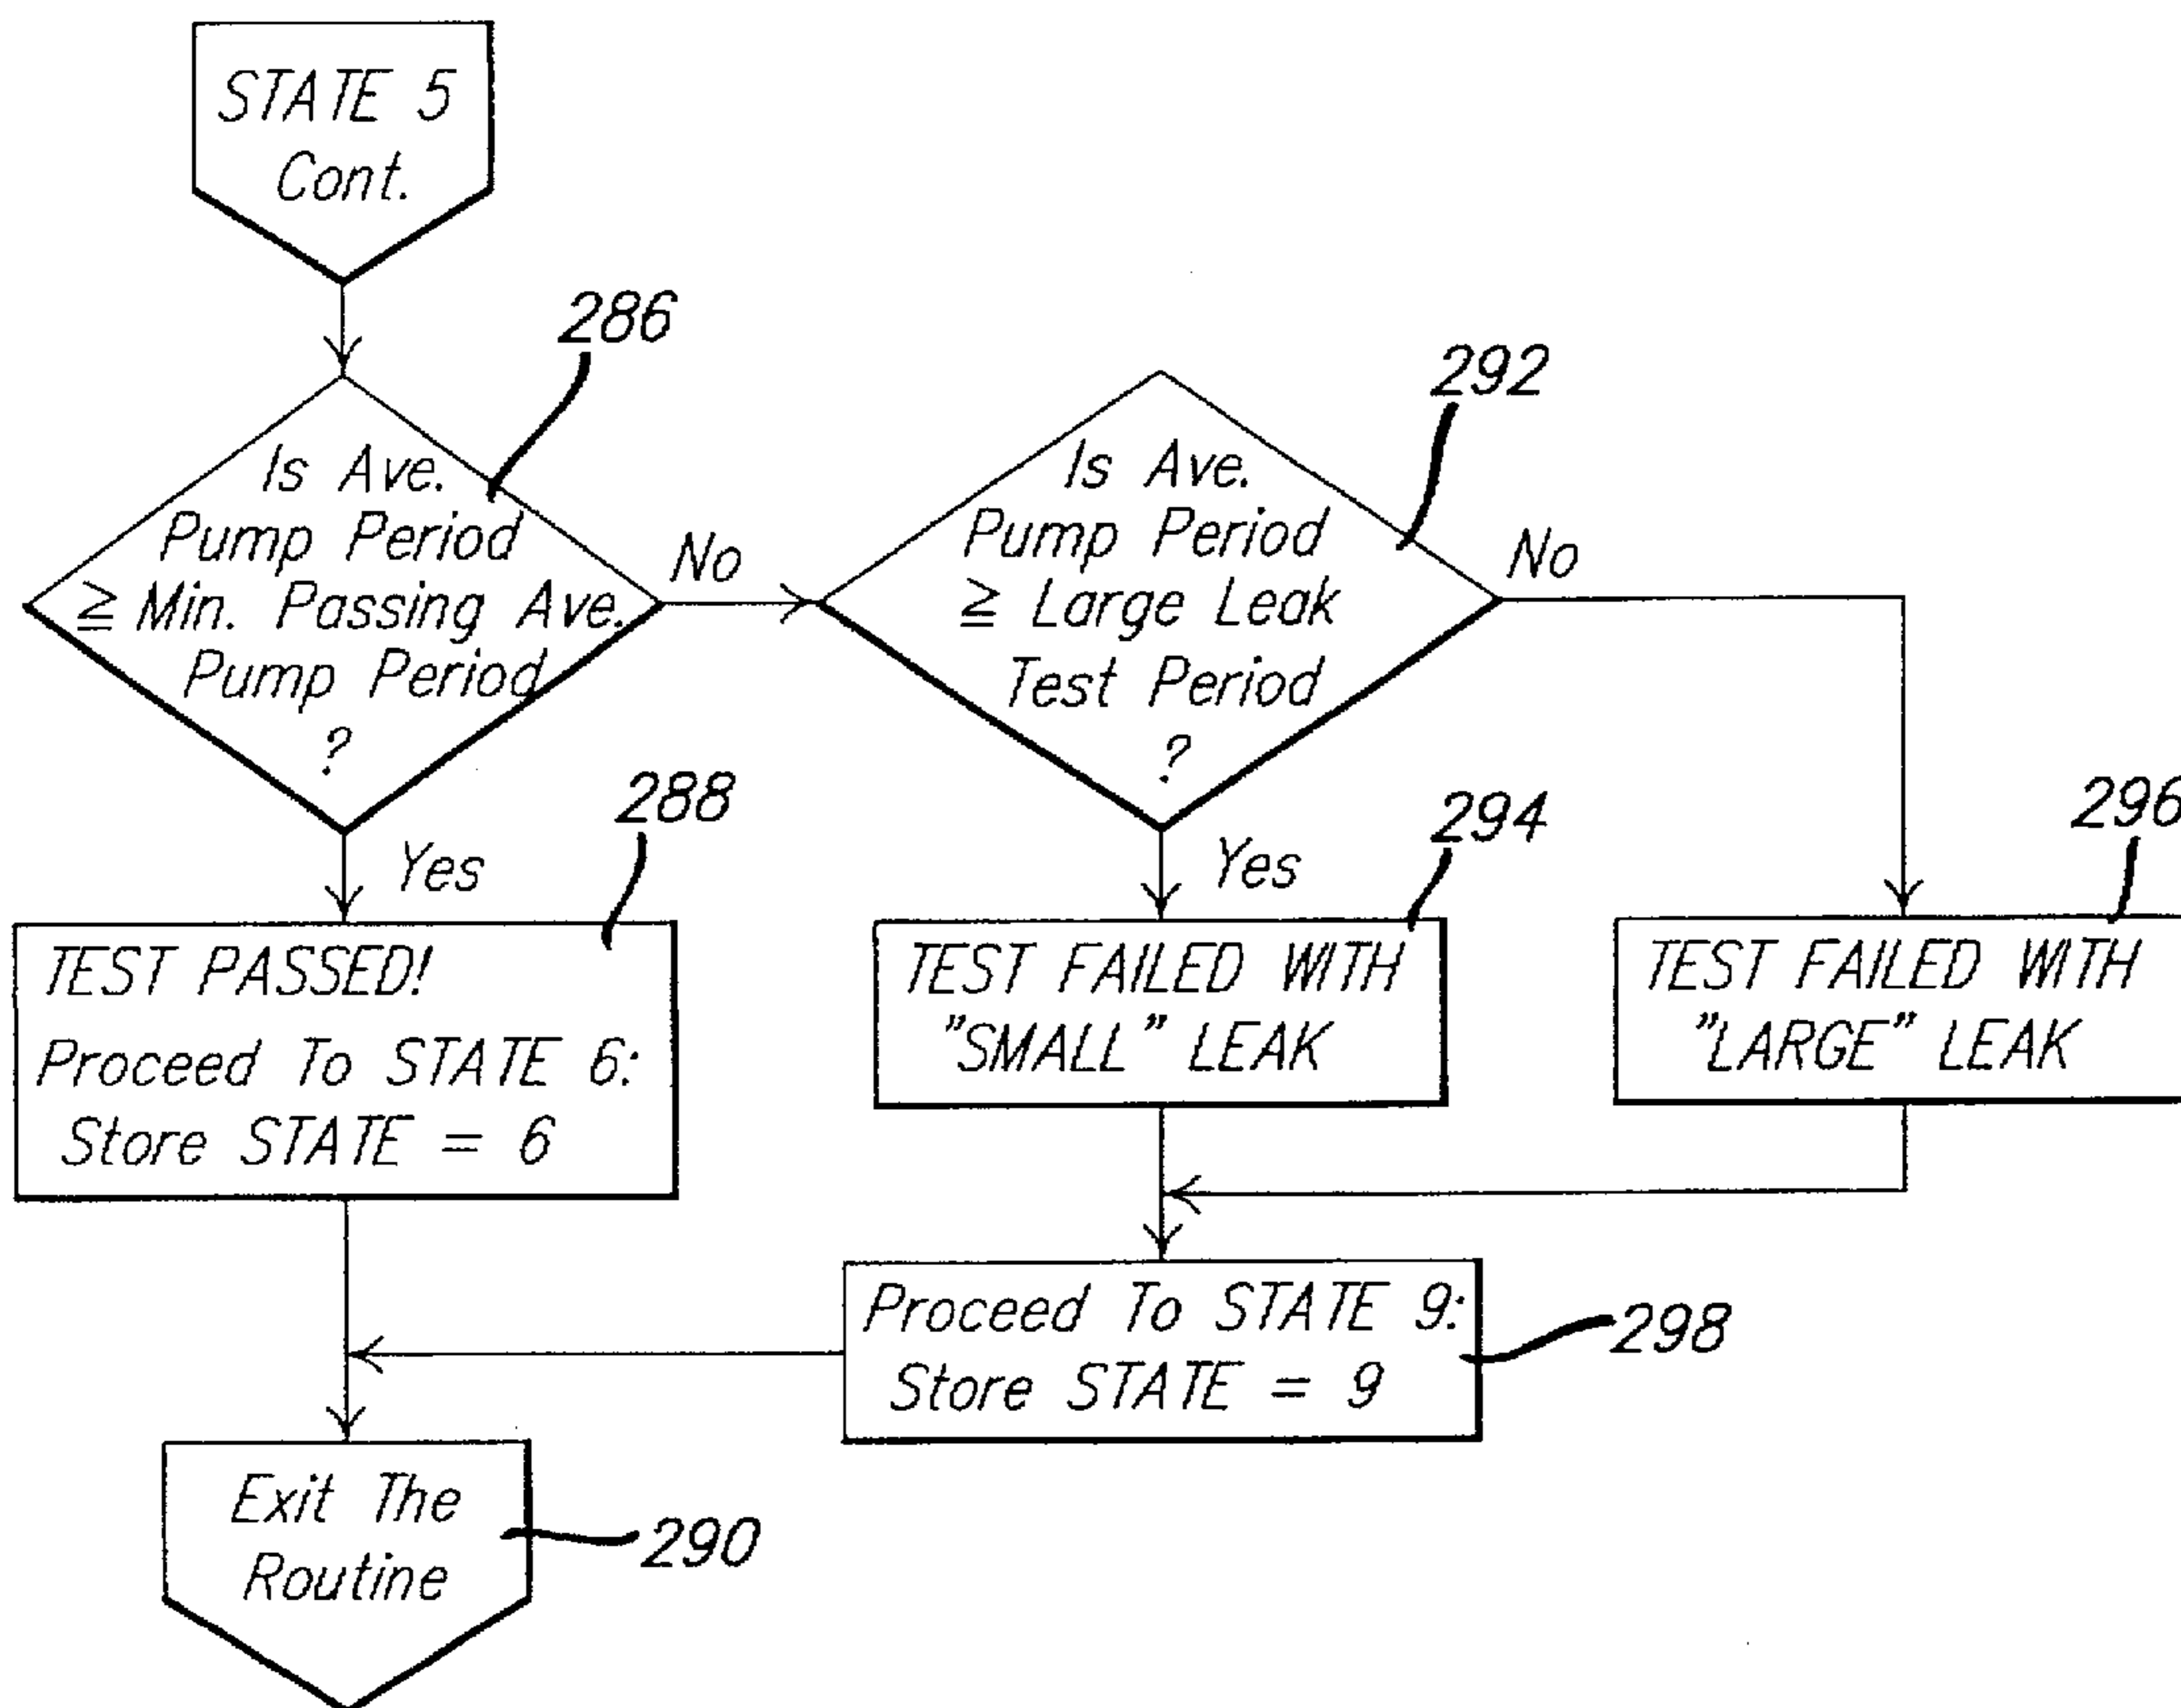 STATE 5
Cont.
286
Is Ave.
Pump Period
≧ Min. Passing Ave.
Pump Period
?
No
292
Is Ave.
Pump Period
≧ Large Leak
Test Period
?
No
Yes
288
Yes
294
296
TEST PASSED!
Proceed To STATE 6:
Store STATE = 6
TEST FAILED WITH
"SMALL" LEAK
TEST FAILED WITH
"LARGE" LEAK
Proceed To STATE 9:
Store STATE = 9
298
Exit The
Routine
290